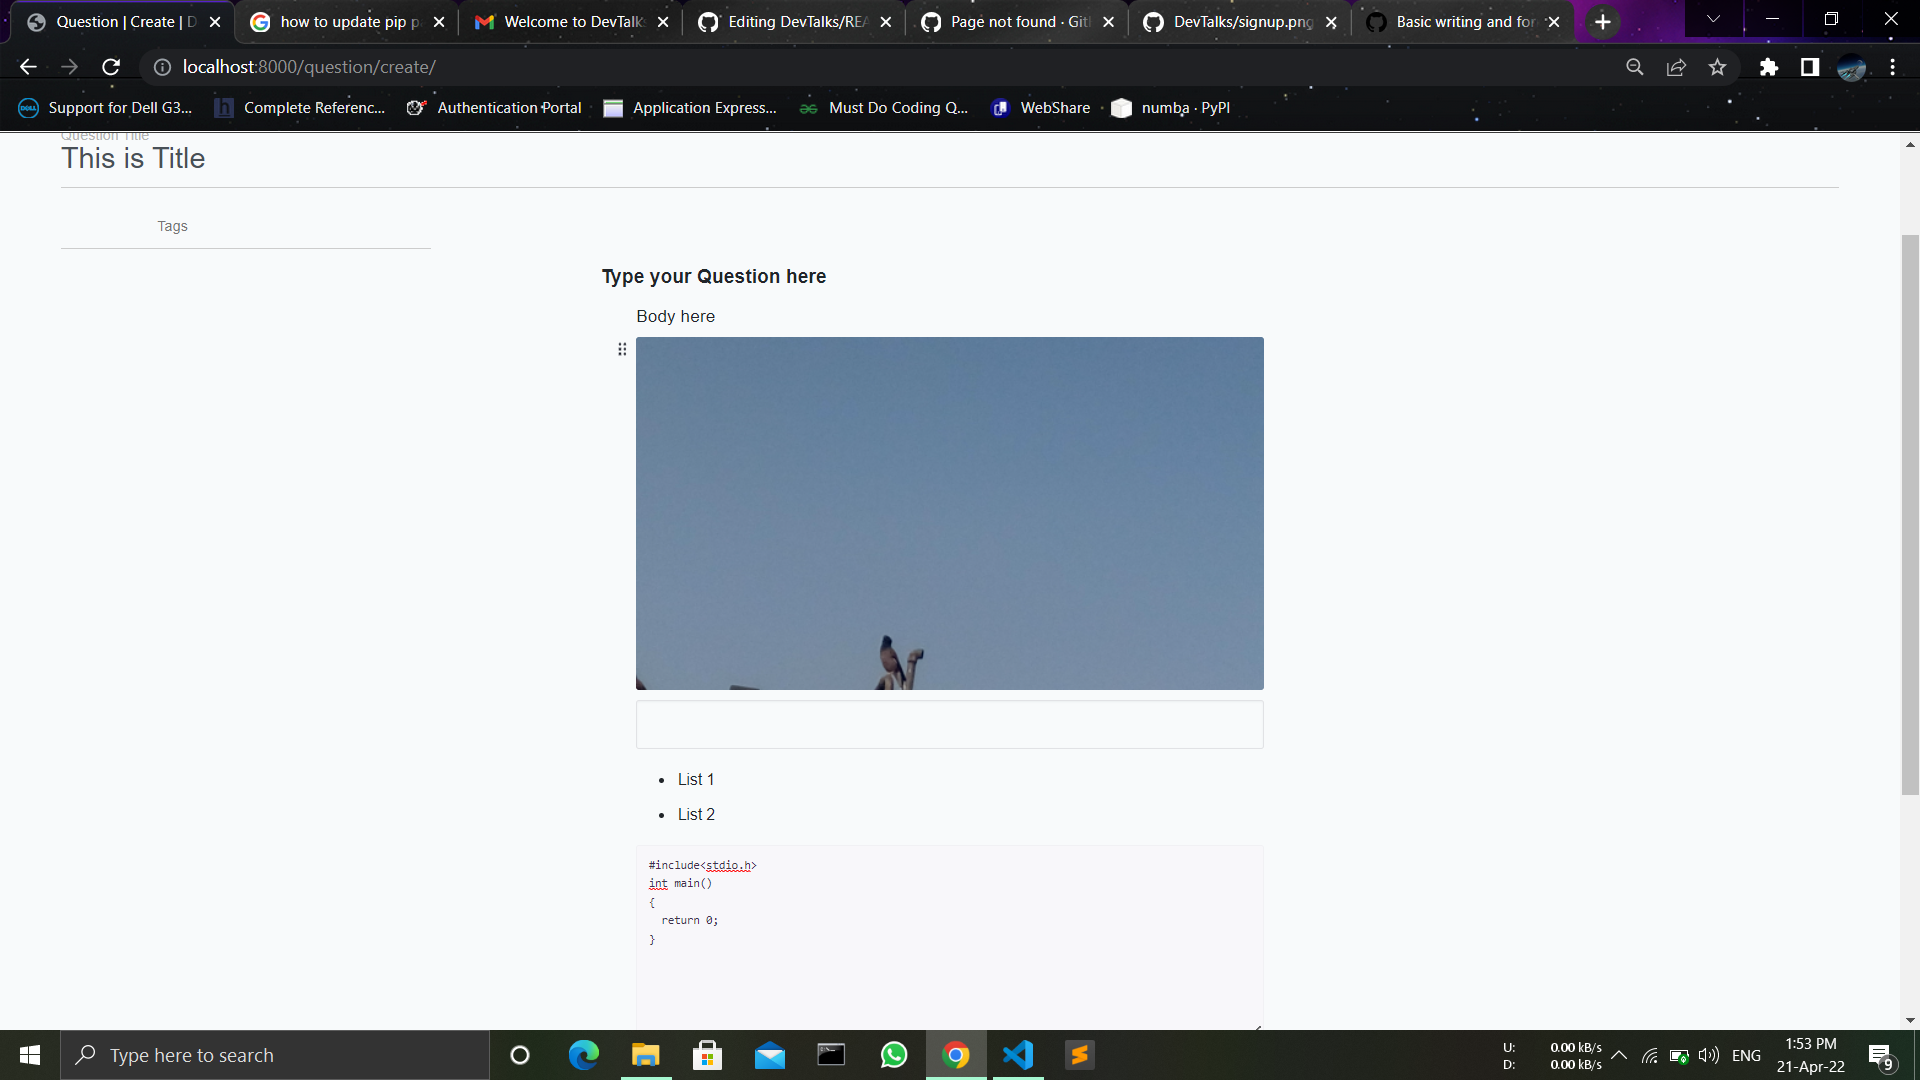 Question | Create | D
how to update pip p
Welcome to DevTalk
Editing DevTalks/REA
Page not found · Git
DevTalks/signup.png
Basic writing and for
localhost:8000/question/create/
Support for Dell G3...
Complete Referenc...
Authentication Portal
Application Express...
Must Do Coding Q...
WebShare
numba · PyPI
Question Title
This is Title
Tags
Type your Question here
Body here
List 1
List 2
#include<stdio.h>
int main()
{
return 0;
}
Type here to search
U: 0.00 kB/s
D: 0.00 kB/s
ENG
1:53 PM
21-Apr-22
9